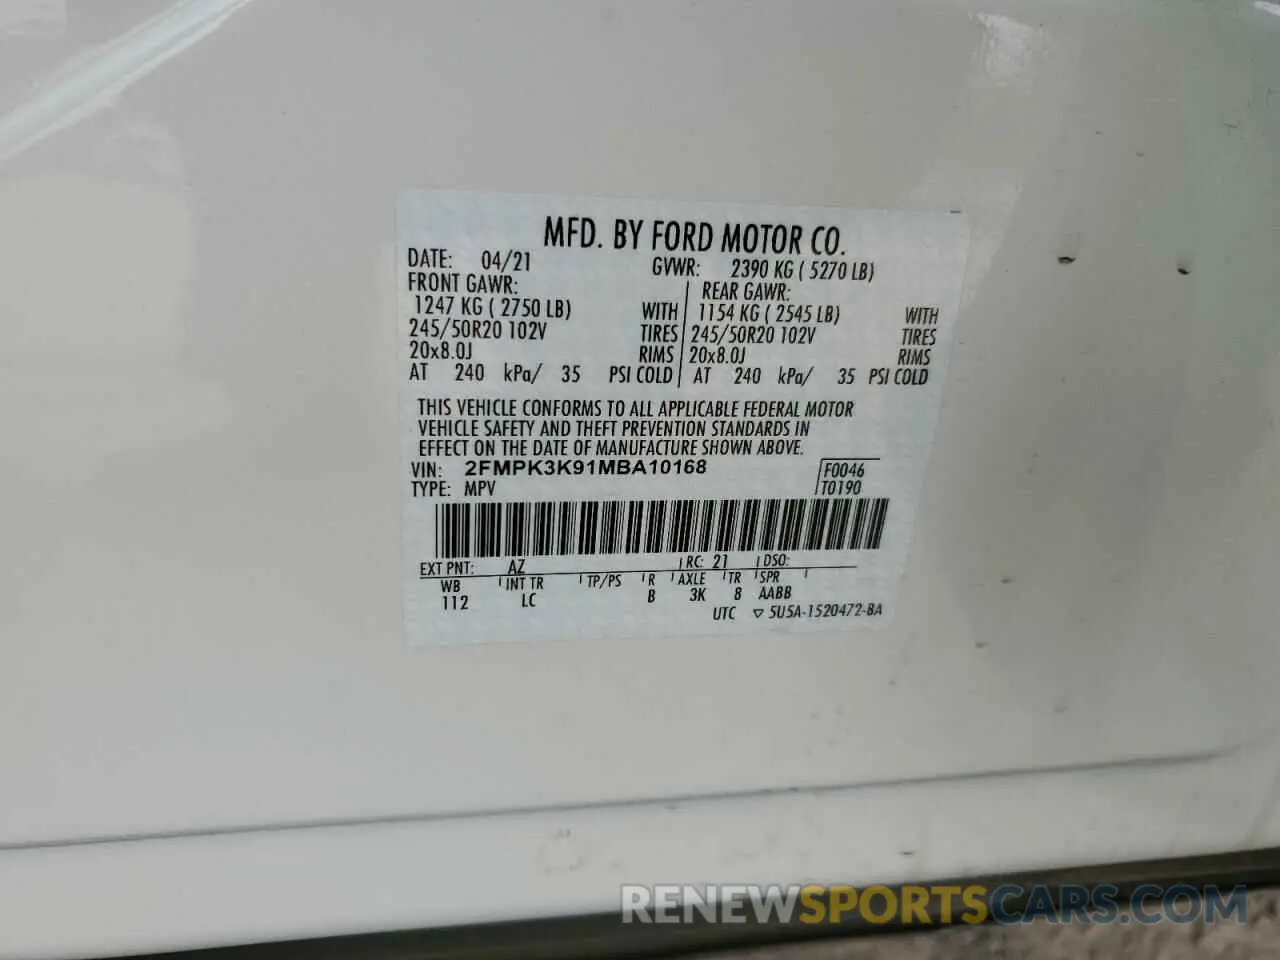 MFD. BY FORD MOTOR CO.
DATE: 04/21 GVWR: 2390 KG ( 5270 LB)
FRONT GAWR: REAR GAWR:
1247 KG ( 2750 LB) WITH 1154 KG ( 2545 LB) WITH
245/50R20 102V TIRES 245/50R20 102V TIRES
20x8.0J RIMS 20x8.0J RIMS
AT 240 kPa/ 35 PSI COLD AT 240 kPa/ 35 PSI COLD
THIS VEHICLE CONFORMS TO ALL APPLICABLE FEDERAL MOTOR
VEHICLE SAFETY AND THEFT PREVENTION STANDARDS IN
EFFECT ON THE DATE OF MANUFACTURE SHOWN ABOVE.
VIN: 2FMPK3K91MBA10168 F0046
TYPE: MPV T0190
EXT PNT: AZ RC: 21 DSO:
WB INT TR TP/PS R AXLE TR SPR
112 LC B 3K 8 AABB
UTC ▽ 5U5A-1520472-BA
RENEWSPORTSCARS.COM